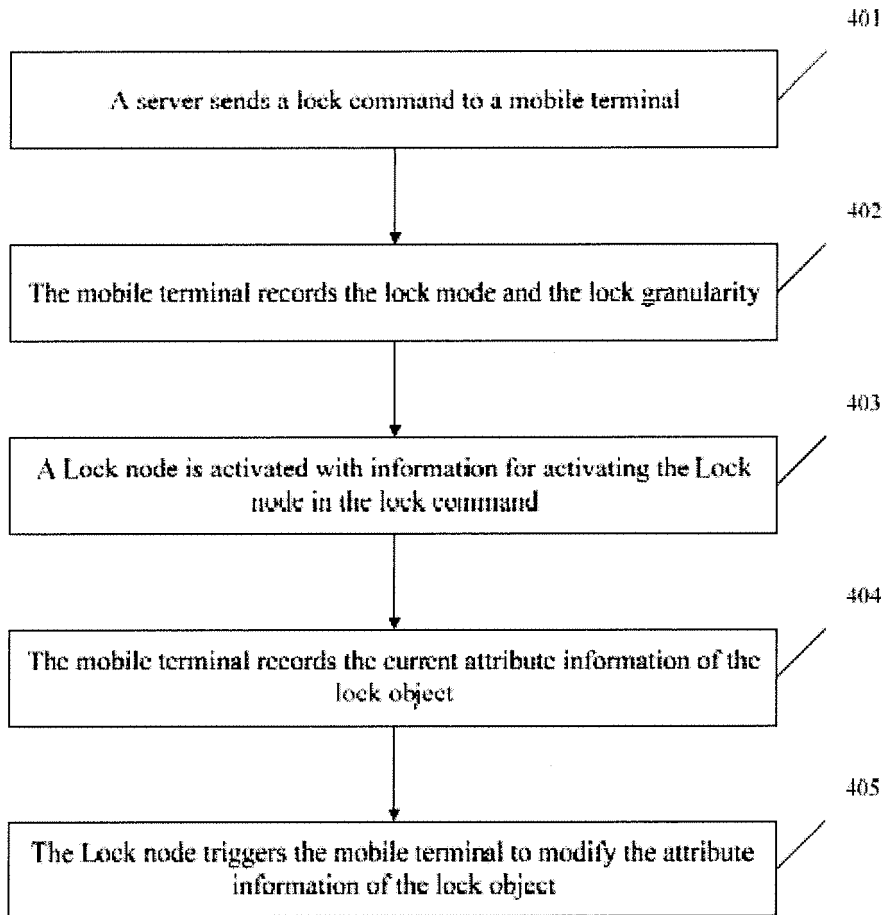 401
A server sends a lock command to a mobile terminal
402
The mobile terminal records the lock mode and the lock granularity
403
A Lock node is activated with information for activating the Lock
node in the lock command
404
The mobile terminal records the current attribute information of the
lock object
405
The Lock node triggers the mobile terminal to modify the attribute
information of the lock object